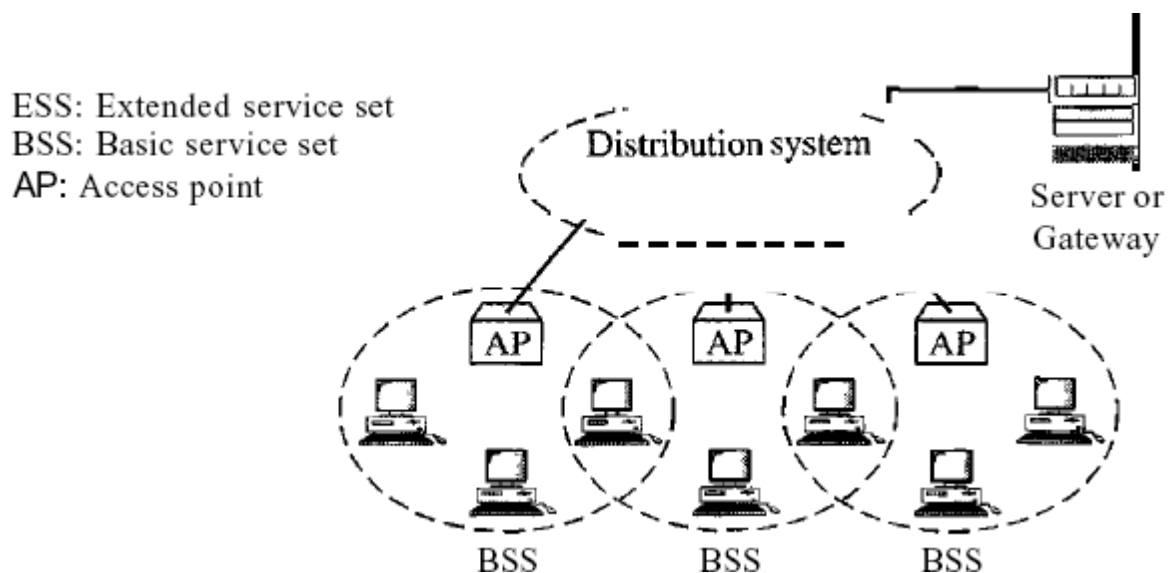 ESS: Extended service set
BSS: Basic service set
AP: Access point
Distribution system
Server or
Gateway
AP
AP
AP
BSS
BSS
BSS